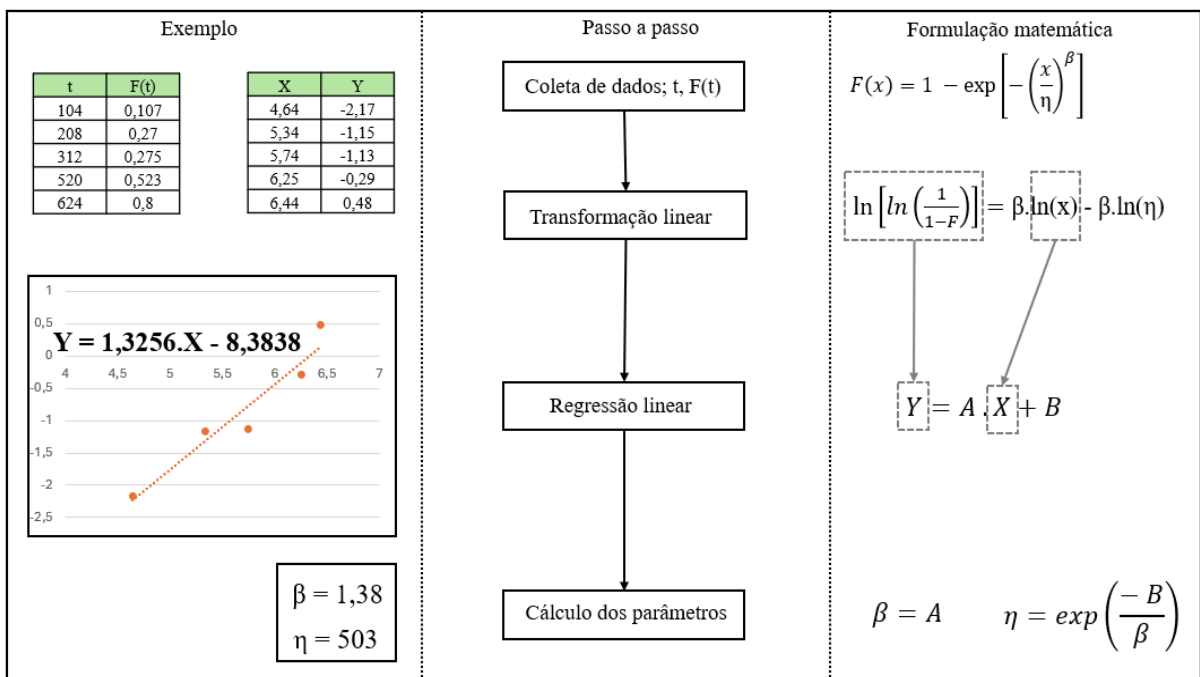 Exemplo
t F(t)
104 0,107
208 0,27
312 0,275
520 0,523
624 0,8
X Y
4,64 -2,17
5,34 -1,15
5,74 -1,13
6,25 -0,29
6,44 0,48
1
0,5
0
-0,5
-1
-1,5
-2
-2,5
4 4,5 5 5,5 6 6,5 7
Y = 1,3256.X - 8,3838
β = 1,38
η = 503
Passo a passo
Coleta de dados; t, F(t)
Transformação linear
Regressão linear
Cálculo dos parâmetros
Formulação matemática
F(x) = 1 − exp[−(x/η)^β]
ln[ln(1/(1−F))] = β.ln(x) - β.ln(η)
Y = A . X + B
β = A η = exp(−B/β)